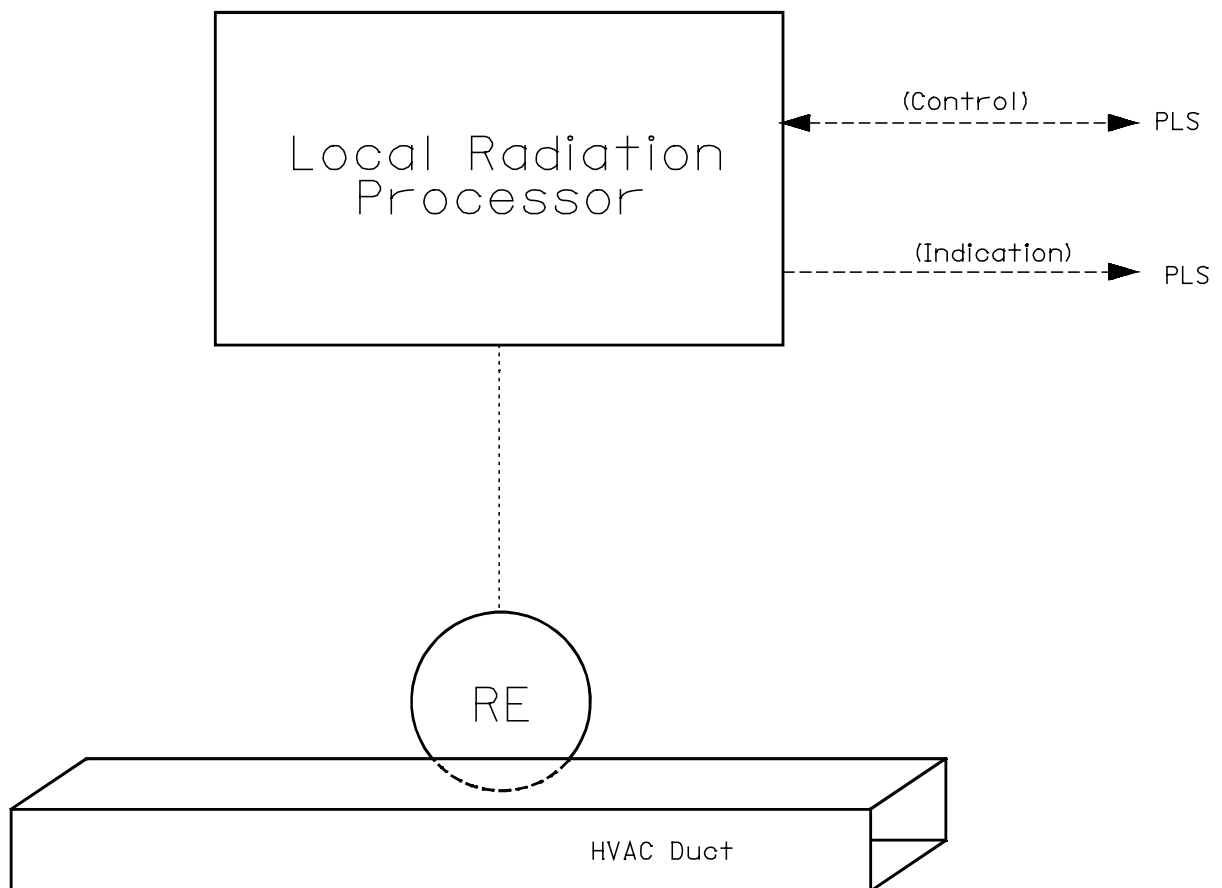 (Control)
PLS
Local Radiation
Processor
(Indication)
PLS
RE
HVAC Duct